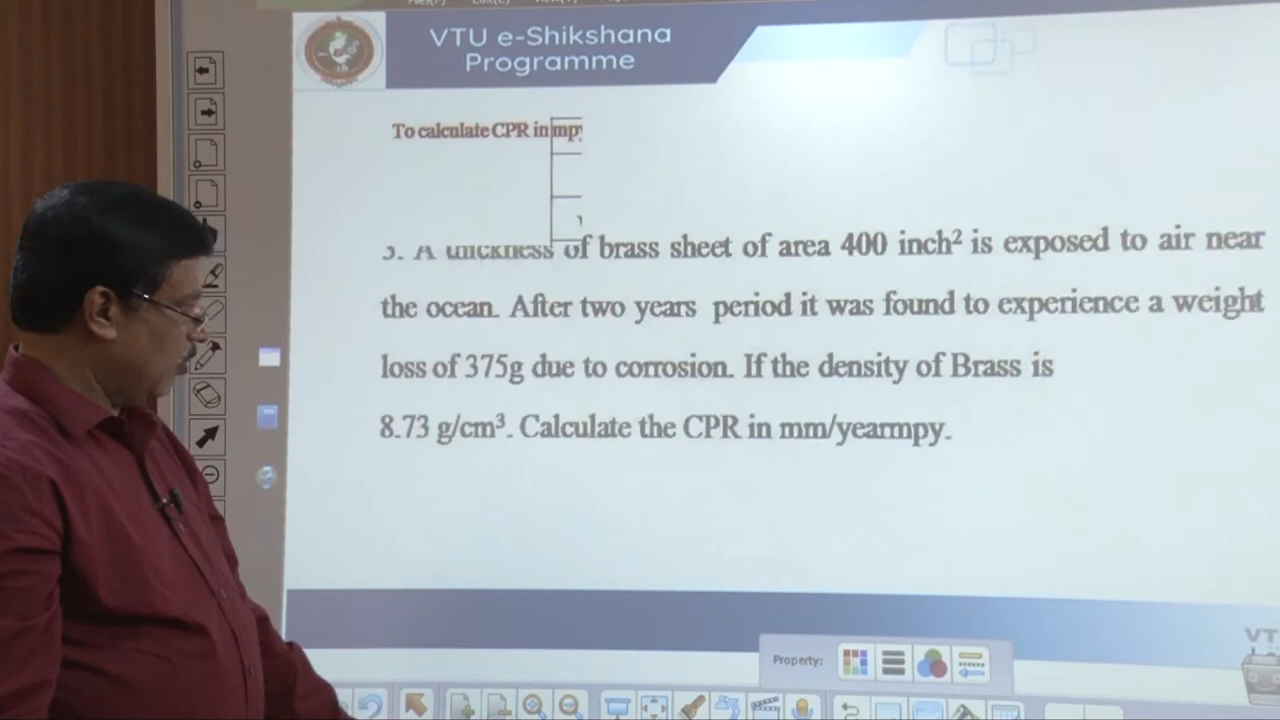 VTU e-Shikshana
Programme
To calculate CPR in mpy
3. A thickness of brass sheet of area 400 inch² is exposed to air near
the ocean. After two years period it was found to experience a weight
loss of 375g due to corrosion. If the density of Brass is
8.73 g/cm³. Calculate the CPR in mm/yearmpy.
Property: